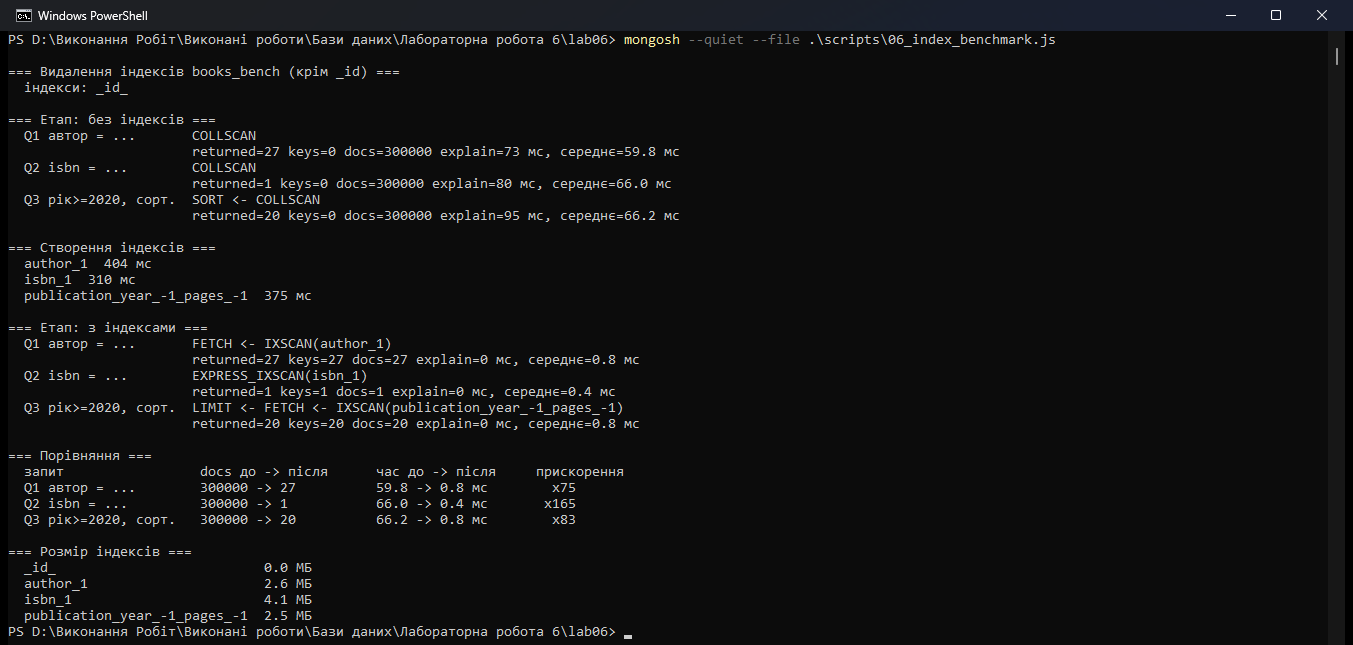 Windows PowerShell
PS D:\Виконання Робіт\Виконані роботи\Бази даних\Лабораторна робота 6\lab06> mongosh --quiet --file .\scripts\06_index_benchmark.js
=== Видалення індексів books_bench (крім _id) ===
індекси: _id_
=== Етап: без індексів ===
Q1 автор = ... COLLSCAN
returned=27 keys=0 docs=300000 explain=73 мс, середнє=59.8 мс
Q2 isbn = ... COLLSCAN
returned=1 keys=0 docs=300000 explain=80 мс, середнє=66.0 мс
Q3 рік>=2020, сорт. SORT <- COLLSCAN
returned=20 keys=0 docs=300000 explain=95 мс, середнє=66.2 мс
=== Створення індексів ===
author_1 404 мс
isbn_1 310 мс
publication_year_-1_pages_-1 375 мс
=== Етап: з індексами ===
Q1 автор = ... FETCH <- IXSCAN(author_1)
returned=27 keys=27 docs=27 explain=0 мс, середнє=0.8 мс
Q2 isbn = ... EXPRESS_IXSCAN(isbn_1)
returned=1 keys=1 docs=1 explain=0 мс, середнє=0.4 мс
Q3 рік>=2020, сорт. LIMIT <- FETCH <- IXSCAN(publication_year_-1_pages_-1)
returned=20 keys=20 docs=20 explain=0 мс, середнє=0.8 мс
=== Порівняння ===
запит docs до -> після час до -> після прискорення
Q1 автор = ... 300000 -> 27 59.8 -> 0.8 мс x75
Q2 isbn = ... 300000 -> 1 66.0 -> 0.4 мс x165
Q3 рік>=2020, сорт. 300000 -> 20 66.2 -> 0.8 мс x83
=== Розмір індексів ===
_id_ 0.0 МБ
author_1 2.6 МБ
isbn_1 4.1 МБ
publication_year_-1_pages_-1 2.5 МБ
PS D:\Виконання Робіт\Виконані роботи\Бази даних\Лабораторна робота 6\lab06>